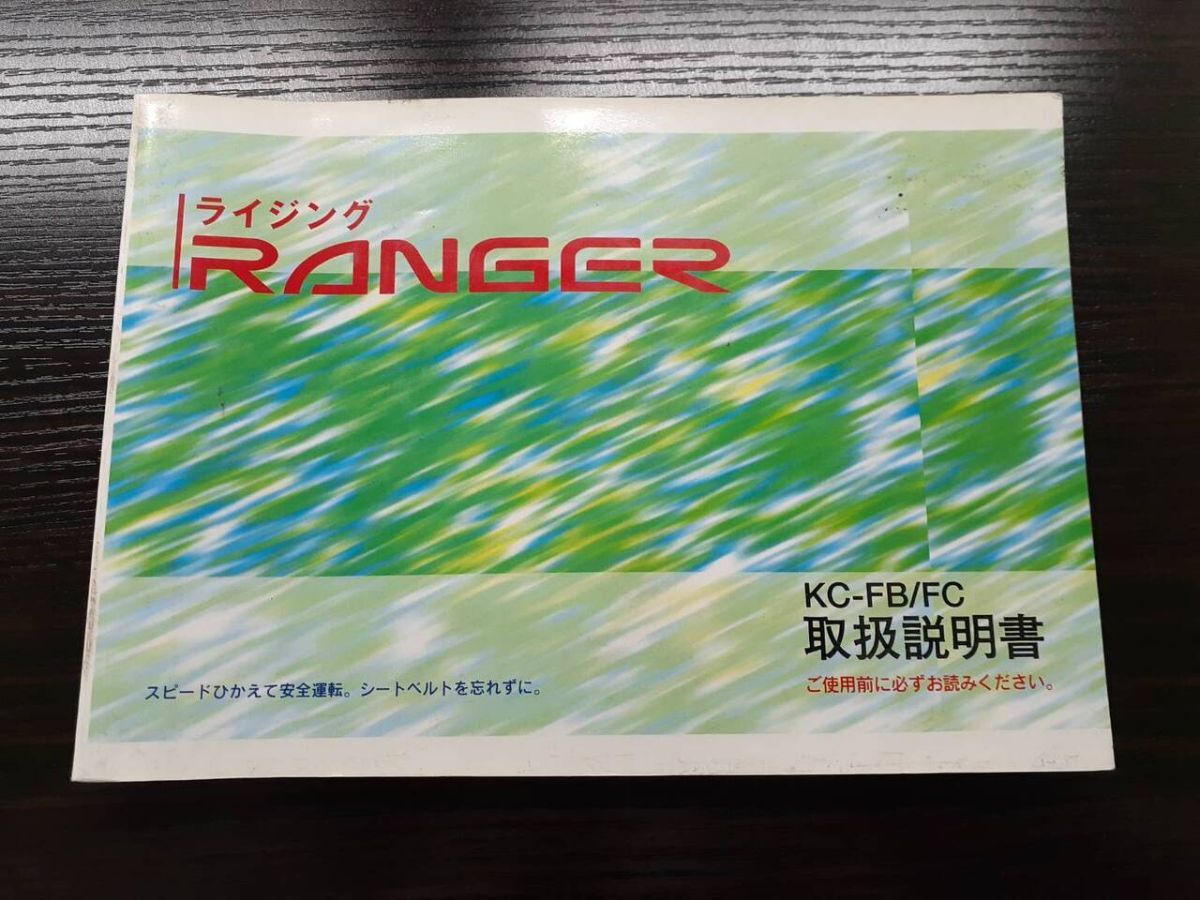 ライジング
RANGER
KC-FB/FC
取扱説明書
ご使用前に必ずお読みください。
スピードひかえて安全運転。シートベルトを忘れずに。